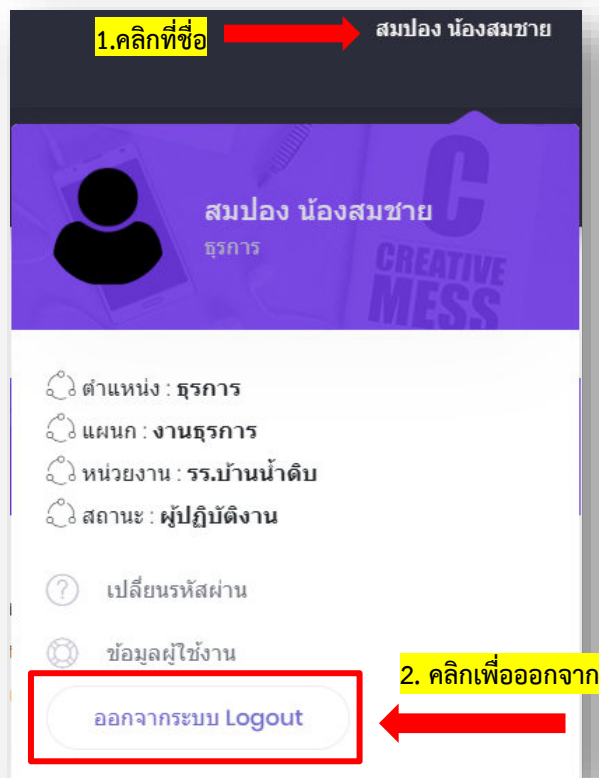 1.คลิกที่ชื่อ
สมปอง น้องสมชาย
สมปอง น้องสมชาย
ธุรการ
C
CREATIVE
MESS
ตำแหน่ง : ธุรการ
แผนก : งานธุรการ
หน่วยงาน : รร.บ้านน้ำดิบ
สถานะ : ผู้ปฏิบัติงาน
เปลี่ยนรหัสผ่าน
ข้อมูลผู้ใช้งาน
2. คลิกเพื่อออกจาก
ออกจากระบบ Logout